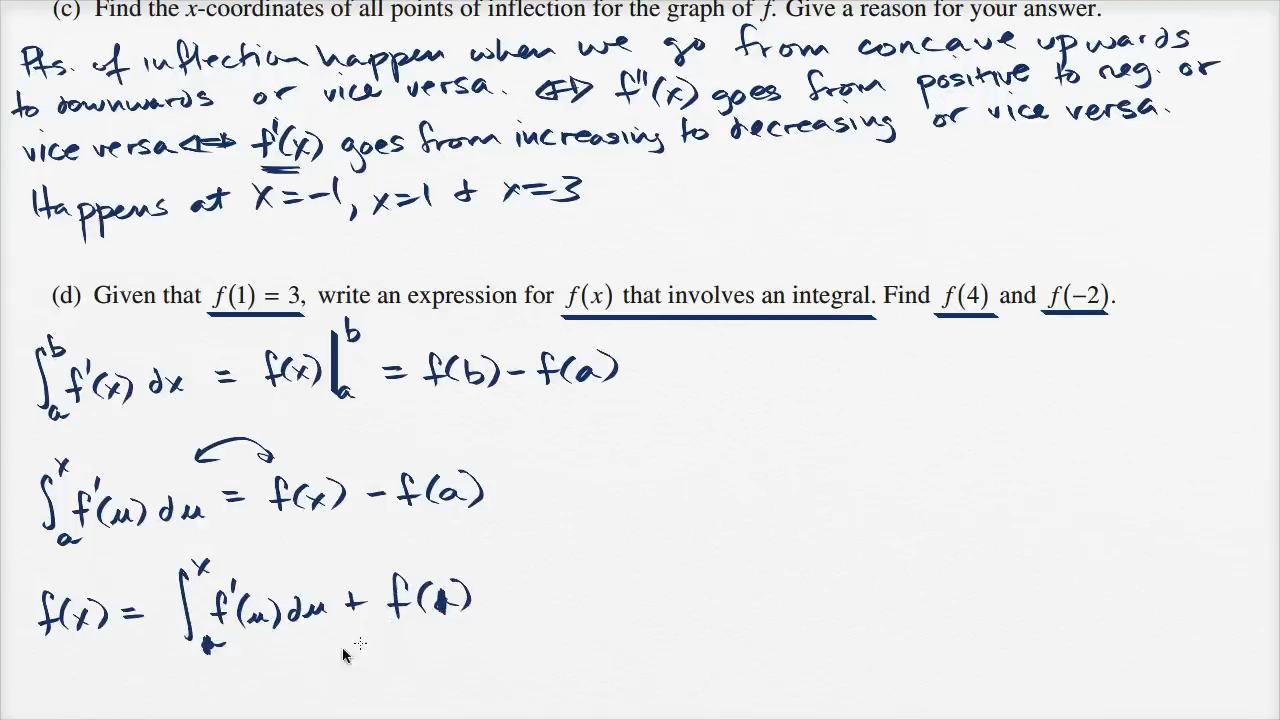 (c) Find the x-coordinates of all points of inflection for the graph of f. Give a reason for your answer.
Pts. of inflection happen when we go from concave upwards
to downwards or vice versa. ⟺ f''(x) goes from positive to neg. or
vice versa ⟺ f'(x) goes from increasing to decreasing or vice versa.
Happens at x=-1, x=1 + x=3
(d) Given that f(1) = 3, write an expression for f(x) that involves an integral. Find f(4) and f(−2).
∫_a^b f'(x) dx = f(x) |_a^b = f(b) - f(a)
∫_a^x f'(u) du = f(x) - f(a)
f(x) = ∫^x f'(u) du + f(1)